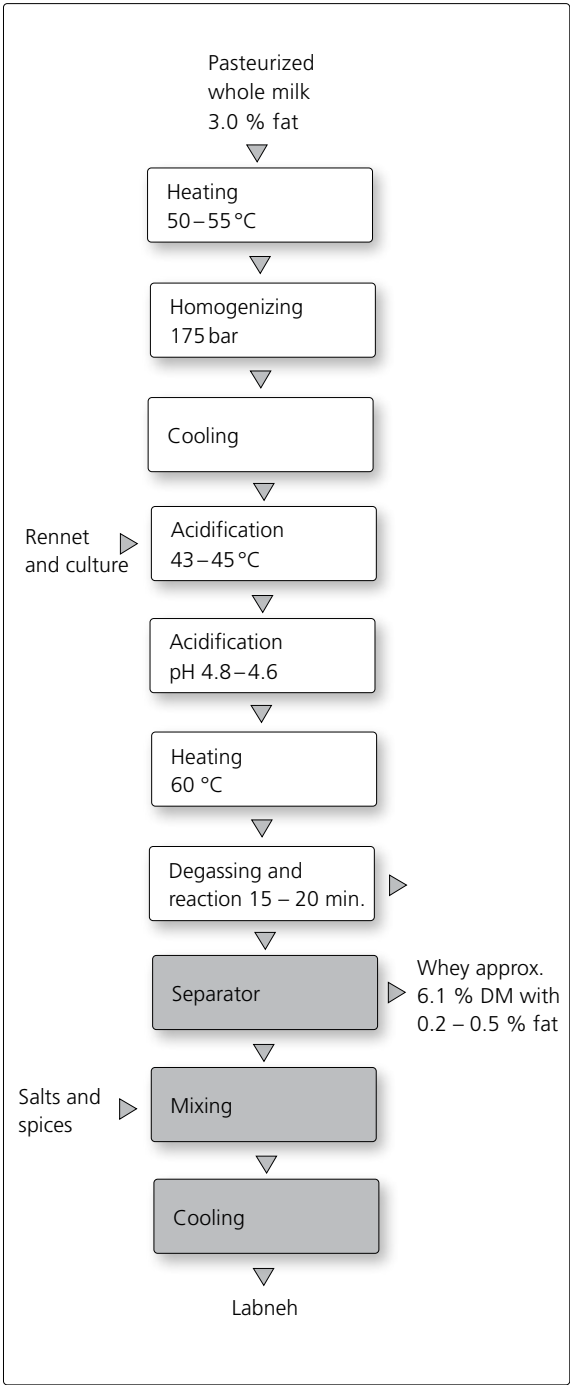 Pasteurized
whole milk
3.0 % fat
Heating
50–55 °C
Homogenizing
175 bar
Cooling
Rennet
and culture
Acidification
43–45 °C
Acidification
pH 4.8–4.6
Heating
60 °C
Degassing and
reaction 15 – 20 min.
Separator
Whey approx.
6.1 % DM with
0.2 – 0.5 % fat
Salts and
spices
Mixing
Cooling
Labneh